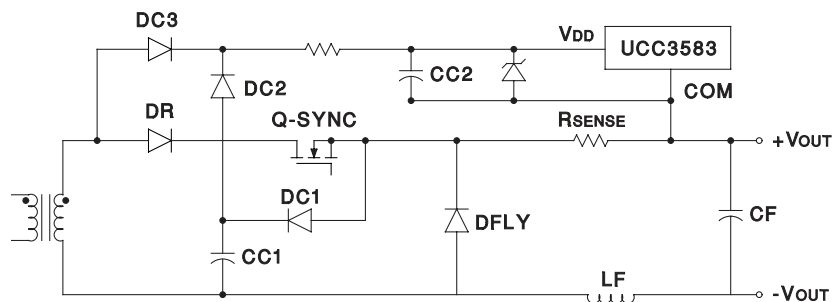 DC3
VDD
UCC3583
CC2
DC2
COM
DR
Q-SYNC
RSENSE
+VOUT
DC1
DFLY
CF
CC1
LF
-VOUT